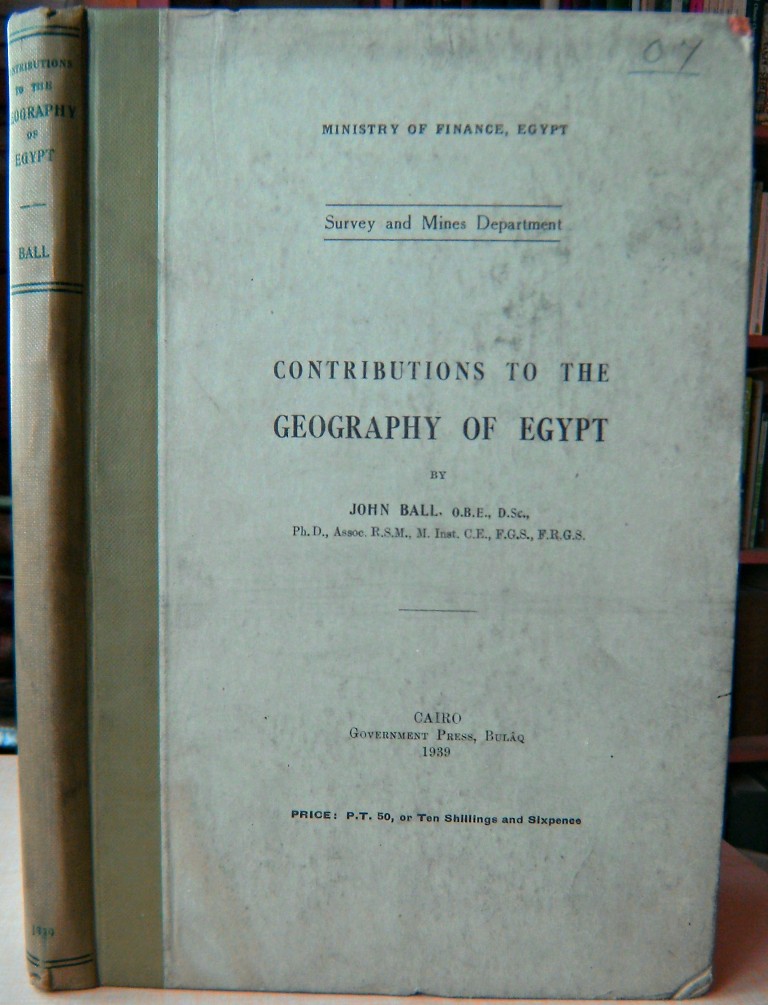 CONTRIBUTIONS
TO THE
GEOGRAPHY
OF
EGYPT
BALL
1939
07
MINISTRY OF FINANCE, EGYPT
Survey and Mines Department
CONTRIBUTIONS TO THE
GEOGRAPHY OF EGYPT
BY
JOHN BALL, O.B.E., D.Sc.,
Ph.D., Assoc. R.S.M., M. Inst. C.E., F.G.S., F.R.G.S.
CAIRO
GOVERNMENT PRESS, BULÂQ
1939
PRICE: P.T. 50, or Ten Shillings and Sixpence